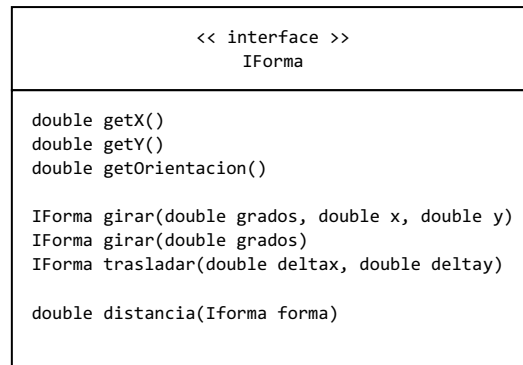 << interface >>
IForma
double getX()
double getY()
double getOrientacion()
IForma girar(double grados, double x, double y)
IForma girar(double grados)
IForma trasladar(double deltax, double deltay)
double distancia(Iforma forma)